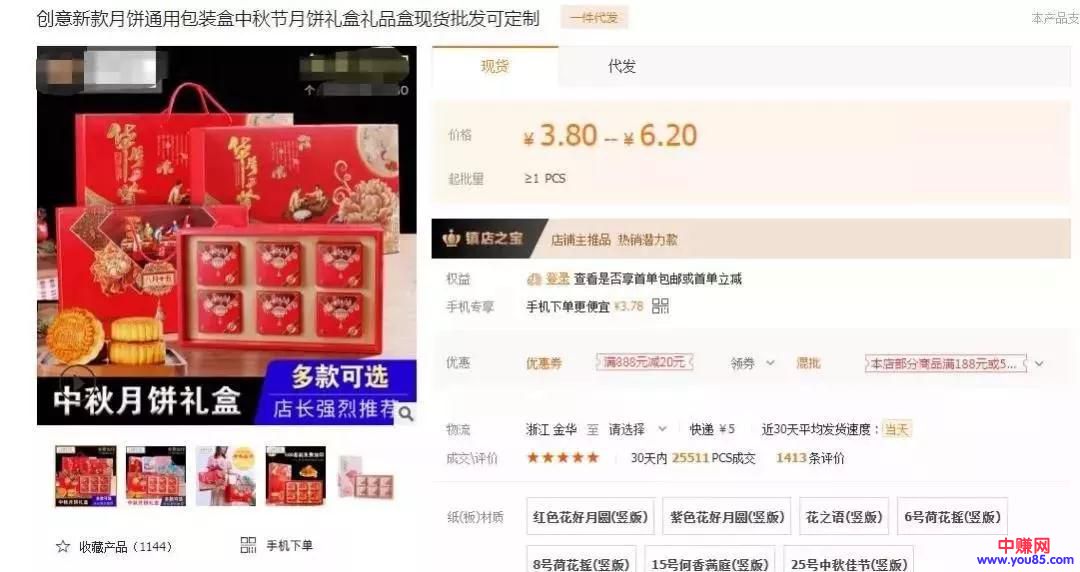 创意新款月饼通用包装盒中秋节月饼礼盒礼品盒现货批发可定制 一件代发
本产品支
现货 代发
价格 ¥ 3.80 -- ¥ 6.20
起批量 ≥1 PCS
镇店之宝 店铺主推品 热销潜力款
权益 登录 查看是否享首单包邮或首单立减
手机专享 手机下单更便宜 ¥3.78
优惠 优惠券 满888元减20元 领券 混批 本店部分商品满188元或5...
物流 浙江 金华 至 请选择 快递 ¥5 近30天平均发货速度：当天
成交\评价 ★★★★★ 30天内 25511 PCS成交 1413 条评价
纸(板)材质 红色花好月圆(竖版) 紫色花好月圆(竖版) 花之语(竖版) 6号荷花摇(竖版)
8号荷花摇(竖版) 15号何香满庭(竖版) 25号中秋佳节(竖版)
多款可选
中秋月饼礼盒 店长强烈推荐
☆ 收藏产品（1144） 手机下单
中赚网
www.you85.com